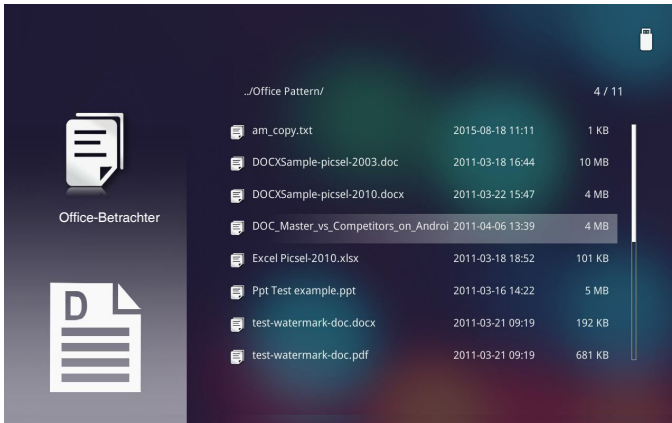 ../Office Pattern/ 4 / 11
am_copy.txt 2015-08-18 11:11 1 KB
DOCXSample-picsel-2003.doc 2011-03-18 16:44 10 MB
DOCXSample-picsel-2010.docx 2011-03-22 15:47 4 MB
Office-Betrachter
DOC_Master_vs_Competitors_on_Androi 2011-04-06 13:39 4 MB
Excel Picsel-2010.xlsx 2011-03-18 18:52 101 KB
Ppt Test example.ppt 2011-03-16 14:22 5 MB
D
test-watermark-doc.docx 2011-03-21 09:19 192 KB
test-watermark-doc.pdf 2011-03-21 09:19 681 KB